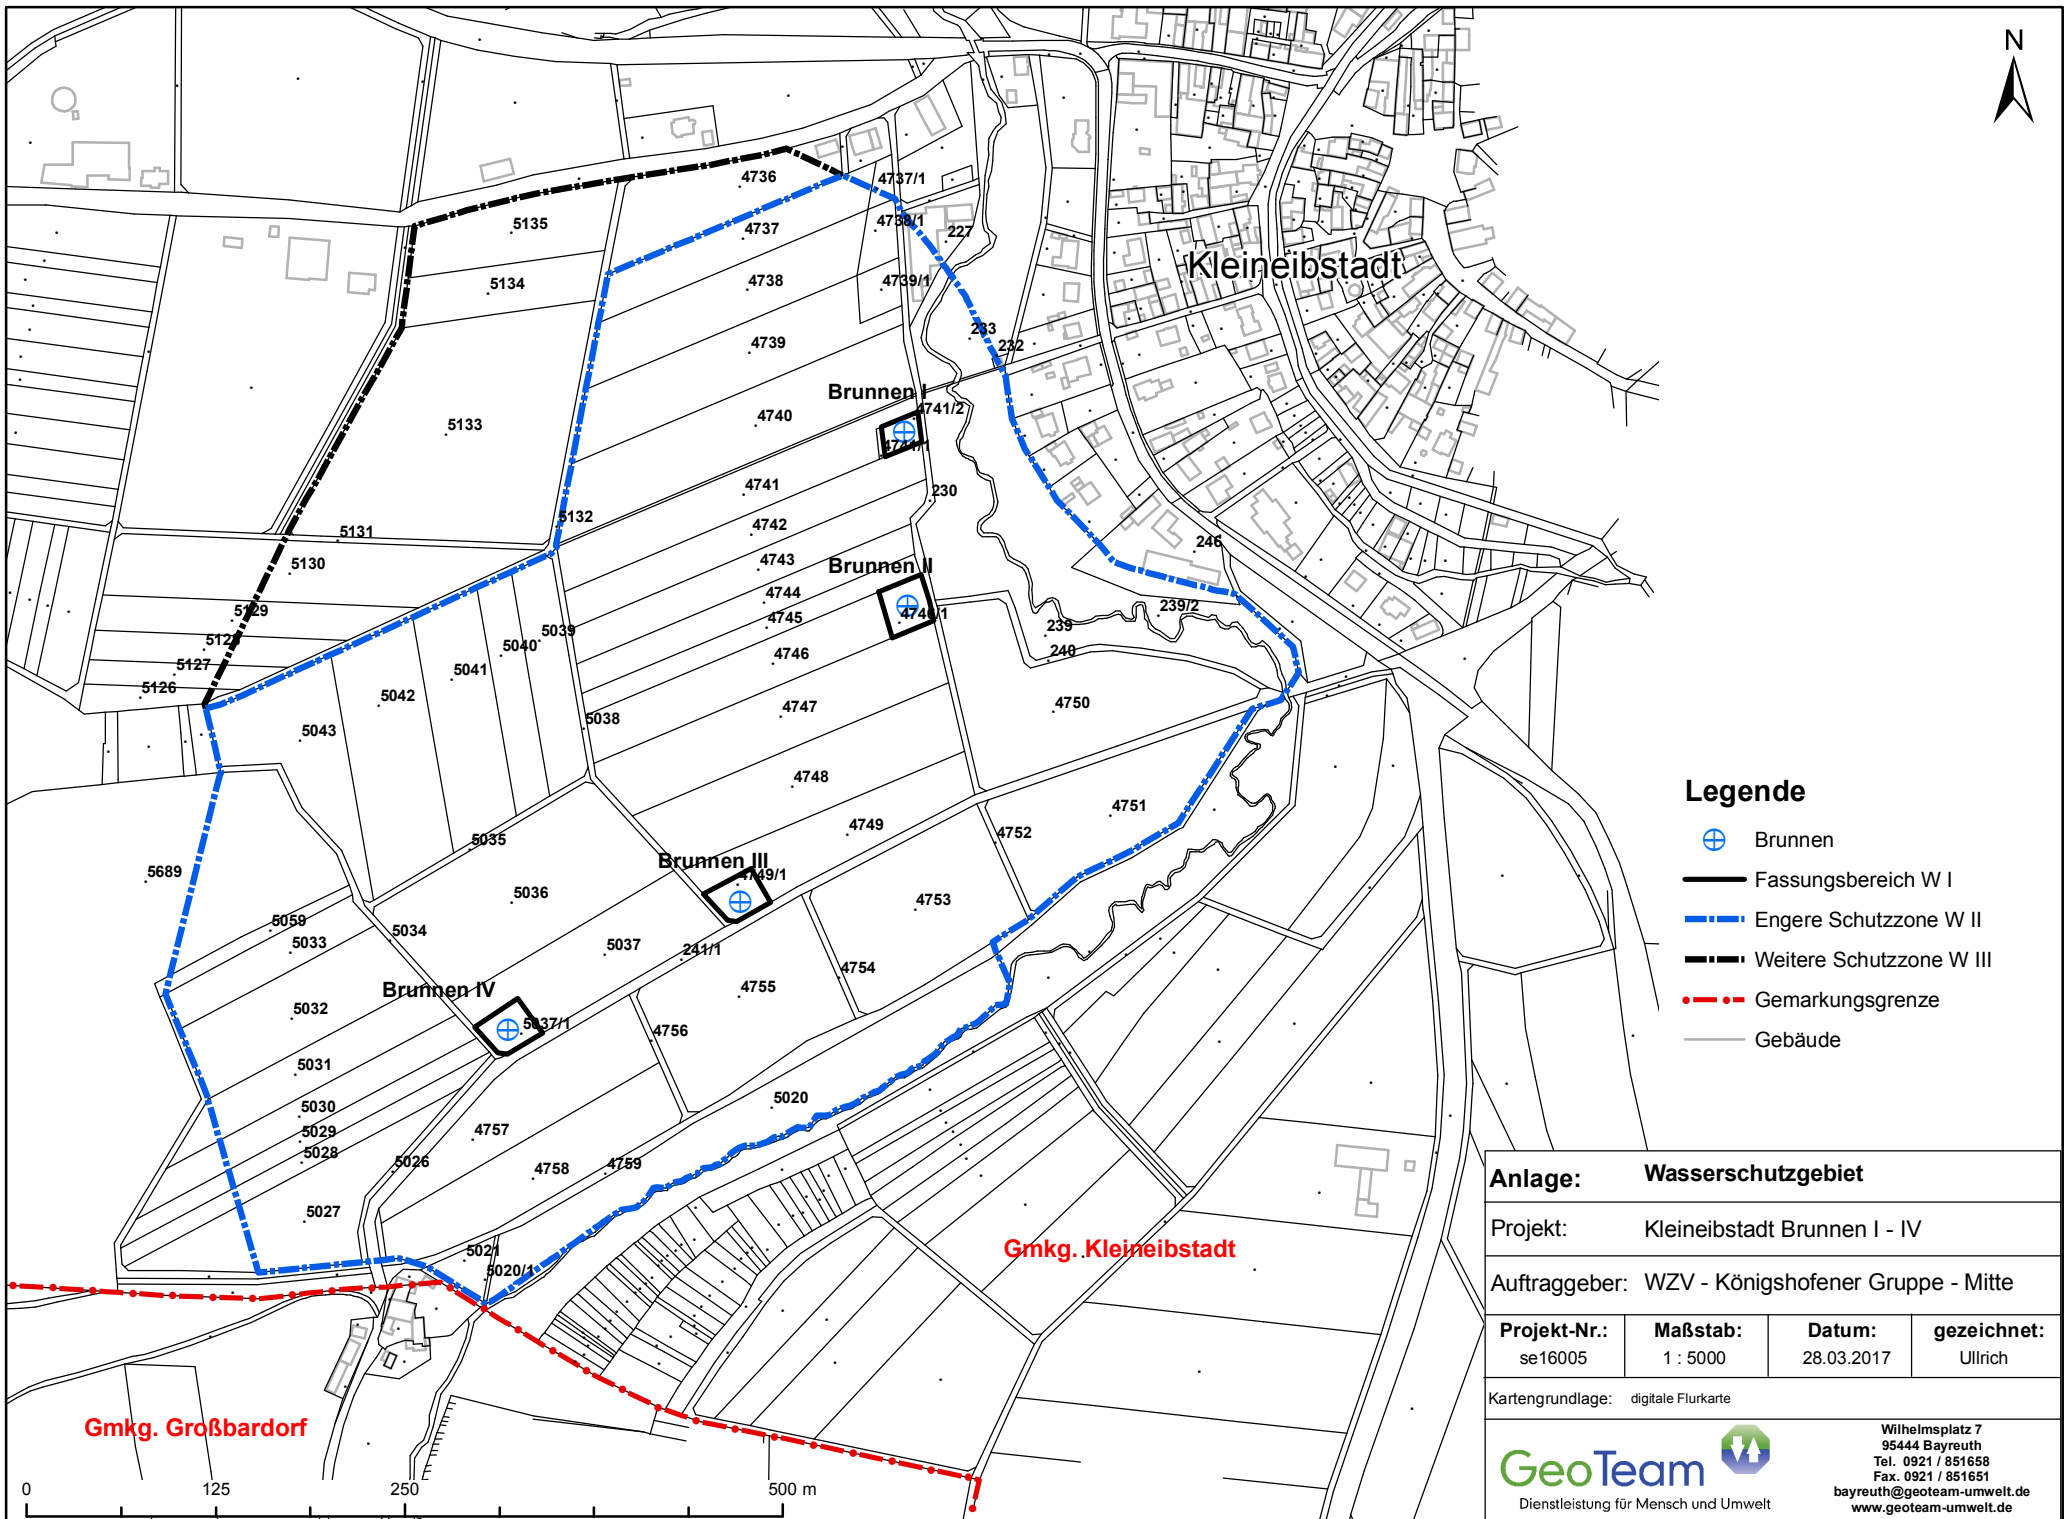 N
4736
4737/1
5135
4738/1
4737
227
Kleineibstadt
5134
4738
4739/1
233
232
4739
Brunnen I
4741/2
4740
5133
4741/1
4741
230
5132
4742
5131
246
4743
5130
Brunnen II
4744
5129
239/2
4746/1
4745
239
5039
5128
5040
240
4746
5127
5041
5126
5042
4750
4747
5038
5043
4748
Legende
4751
4749
4752
Brunnen
5035
Brunnen III
4749/1
5689
Fassungsbereich W I
5036
4753
5059
Engere Schutzzone W II
5034
5033
5037
241/1
Weitere Schutzzone W III
4754
Brunnen IV
4755
Gemarkungsgrenze
5032
5037/1
4756
Gebäude
5031
5020
5030
5029
4757
5028
5026
4758
4759
5027
5021
Gmkg. Kleineibstadt
5020/1
Gmkg. Großbardorf
0 125 250 500 m
Anlage: Wasserschutzgebiet
Projekt: Kleineibstadt Brunnen I - IV
Auftraggeber: WZV - Königshofener Gruppe - Mitte
Projekt-Nr.: Maßstab: Datum: gezeichnet:
se16005 1 : 5000 28.03.2017 Ullrich
Kartengrundlage: digitale Flurkarte
GeoTeam
Dienstleistung für Mensch und Umwelt
Wilhelmsplatz 7
95444 Bayreuth
Tel. 0921 / 851658
Fax. 0921 / 851651
bayreuth@geoteam-umwelt.de
www.geoteam-umwelt.de